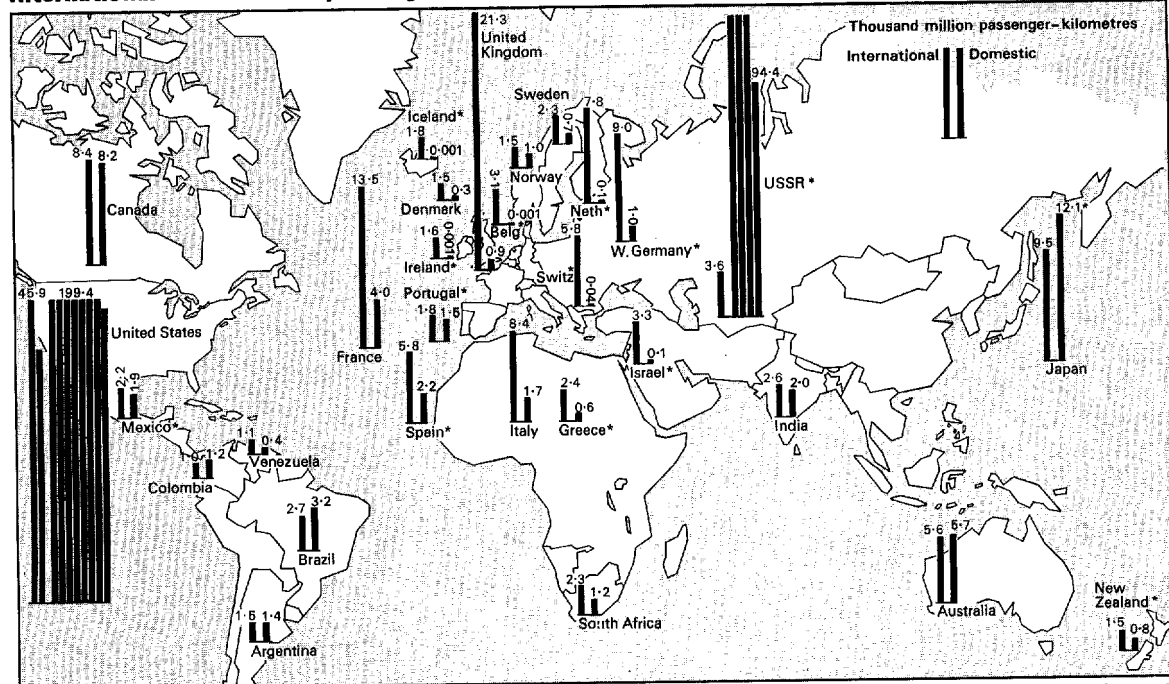 Thousand million passenger-kilometres
International Domestic
21·3
United
Kingdom
0·9
94·4
3·6
USSR *
Sweden
2·3 0·7
7·8
0·1
Neth*
9·0
1·0
W. Germany*
Iceland*
1·8
0·001
1·5 1·0
Norway
8·4 8·2
Canada
13·5
4·0
France
1·5
0·3
Denmark
3·1
0·001
Belg*
1·6
0·001
Ireland*
5·8
0·040
Switz*
12·1*
9·5
Japan
45·9 199·4
United States
Portugal*
1·8 1·6
5·8
2·2
Spain*
8·4
1·7
Italy
2·4
0·6
Greece*
3·3
0·1
Israel*
2·6 2·0
India
2·2 1·9
Mexico*
1·1
0·4
Venezuela
1·2
Colombia
2·7 3·2
Brazil
5·6 5·7
Australia
2·3
1·2
South Africa
New
Zealand*
1·5
0·8
1·4
Argentina